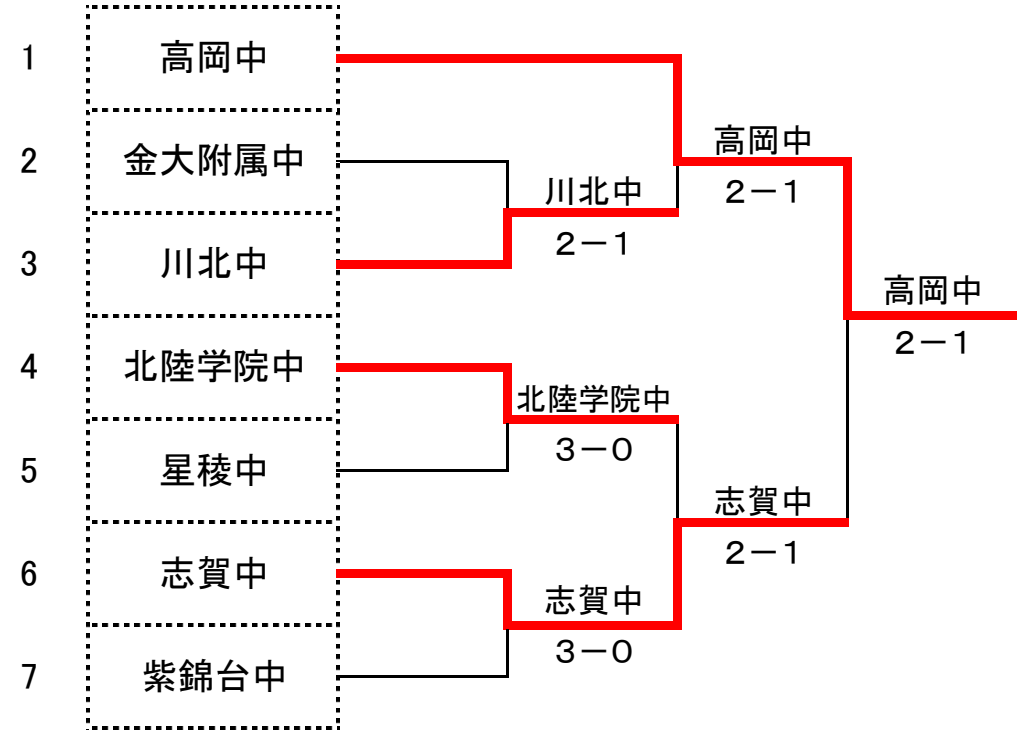 1 高岡中
2 金大附属中
3 川北中
4 北陸学院中
5 星稜中
6 志賀中
7 紫錦台中
川北中
2－1
北陸学院中
3－0
志賀中
3－0
高岡中
2－1
志賀中
2－1
高岡中
2－1